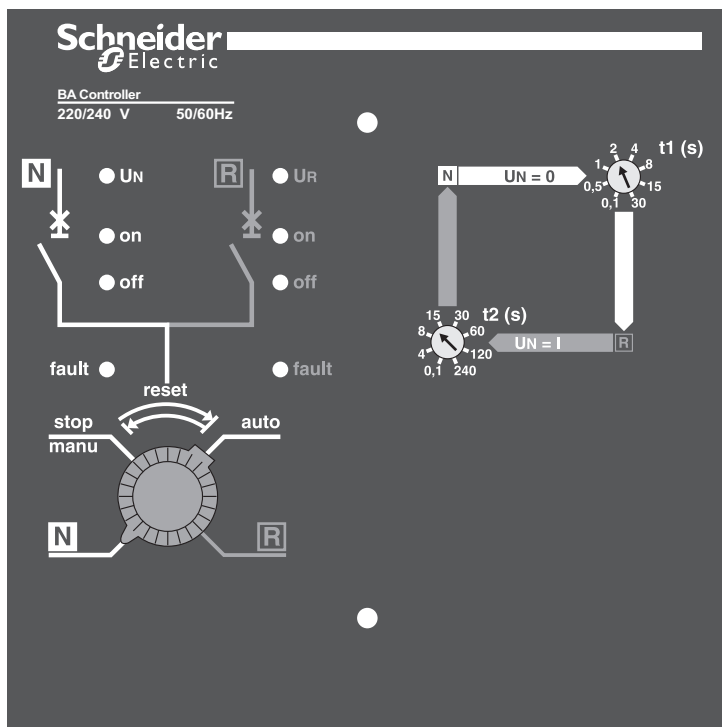 Schneider
Electric
BA Controller
220/240 V 50/60Hz
N UN R UR
on on
off off
fault fault
reset
stop auto
manu
N R
N UN = 0
t1 (s)
2 4
1 8
0,5 15
0,1 30
t2 (s)
15 30
8 60
4 120
0,1 240
UN = I R